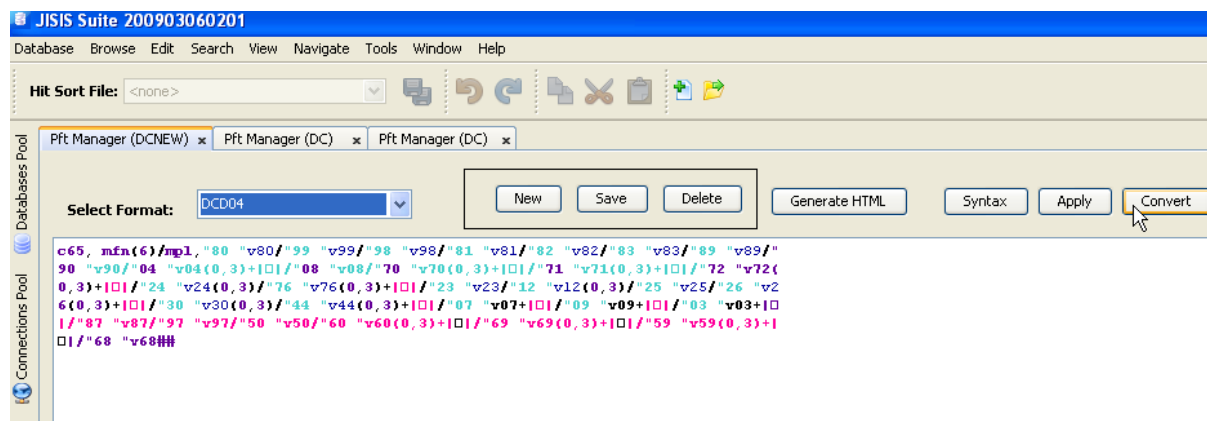 JISIS Suite 200903060201
Database Browse Edit Search View Navigate Tools Window Help
Hit Sort File: <none>
Pft Manager (DCNEW) x Pft Manager (DC) x Pft Manager (DC) x
Databases Pool
Connections Pool
Select Format: DCD04 New Save Delete Generate HTML Syntax Apply Convert
c65, mfn(6)/mpl,"80 "v80/"99 "v99/"98 "v98/"81 "v81/"82 "v82/"83 "v83/"89 "v89/"
90 "v90/"04 "v04(0,3)+|□|/"08 "v08/"70 "v70(0,3)+|□|/"71 "v71(0,3)+|□|/"72 "v72(
0,3)+|□|/"24 "v24(0,3)/"76 "v76(0,3)+|□|/"23 "v23/"12 "v12(0,3)/"25 "v25/"26 "v2
6(0,3)+|□|/"30 "v30(0,3)/"44 "v44(0,3)+|□|/"07 "v07+|□|/"09 "v09+|□|/"03 "v03+|□
|/"87 "v87/"97 "v97/"50 "v50/"60 "v60(0,3)+|□|/"69 "v69(0,3)+|□|/"59 "v59(0,3)+|
□|/"68 "v68##